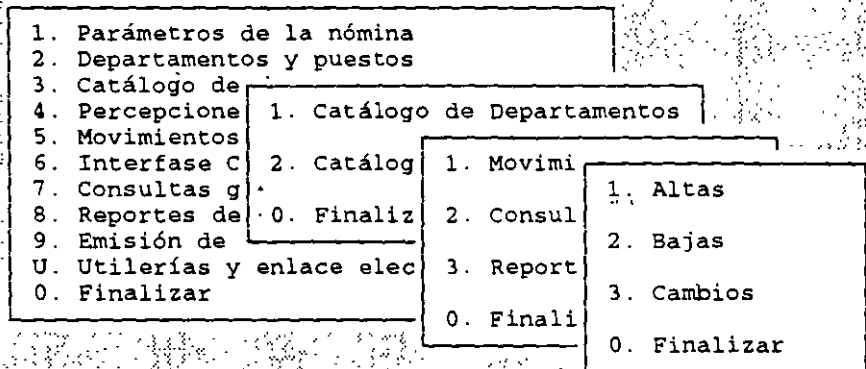 1. Parámetros de la nómina
2. Departamentos y puestos
3. Catálogo de
4. Percepcione
5. Movimientos
6. Interfase C
7. Consultas g
8. Reportes de
9. Emisión de
U. Utilerías y enlace elec
0. Finalizar
1. Catálogo de Departamentos
2. Catálog
0. Finaliz
1. Movimi
2. Consul
3. Report
0. Finali
1. Altas
2. Bajas
3. Cambios
0. Finalizar